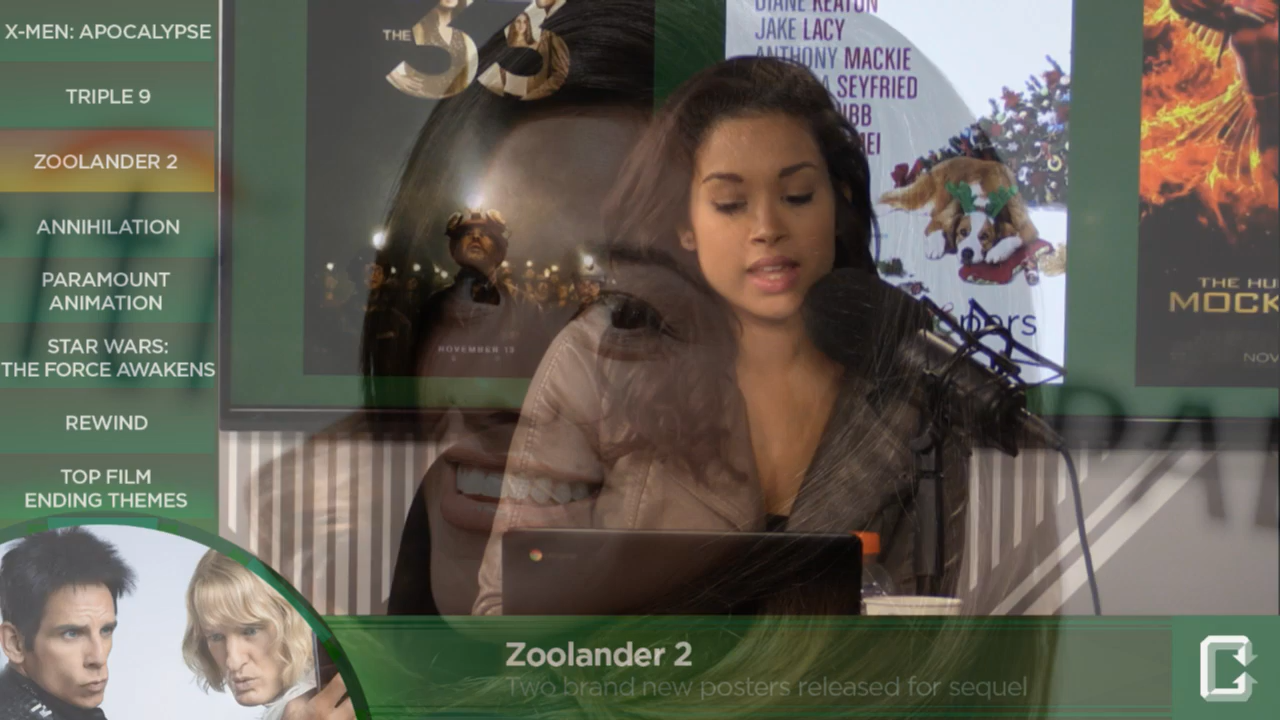 X-MEN: APOCALYPSE
TRIPLE 9
ZOOLANDER 2
ANNIHILATION
PARAMOUNT
ANIMATION
STAR WARS:
THE FORCE AWAKENS
REWIND
TOP FILM
ENDING THEMES
THE 33
NOVEMBER 13
DIANE KEATON
JAKE LACY
ANTHONY MACKIE
SEYFRIED
THE HU
MOCK
NOV
Zoolander 2
Two brand new posters released for sequel